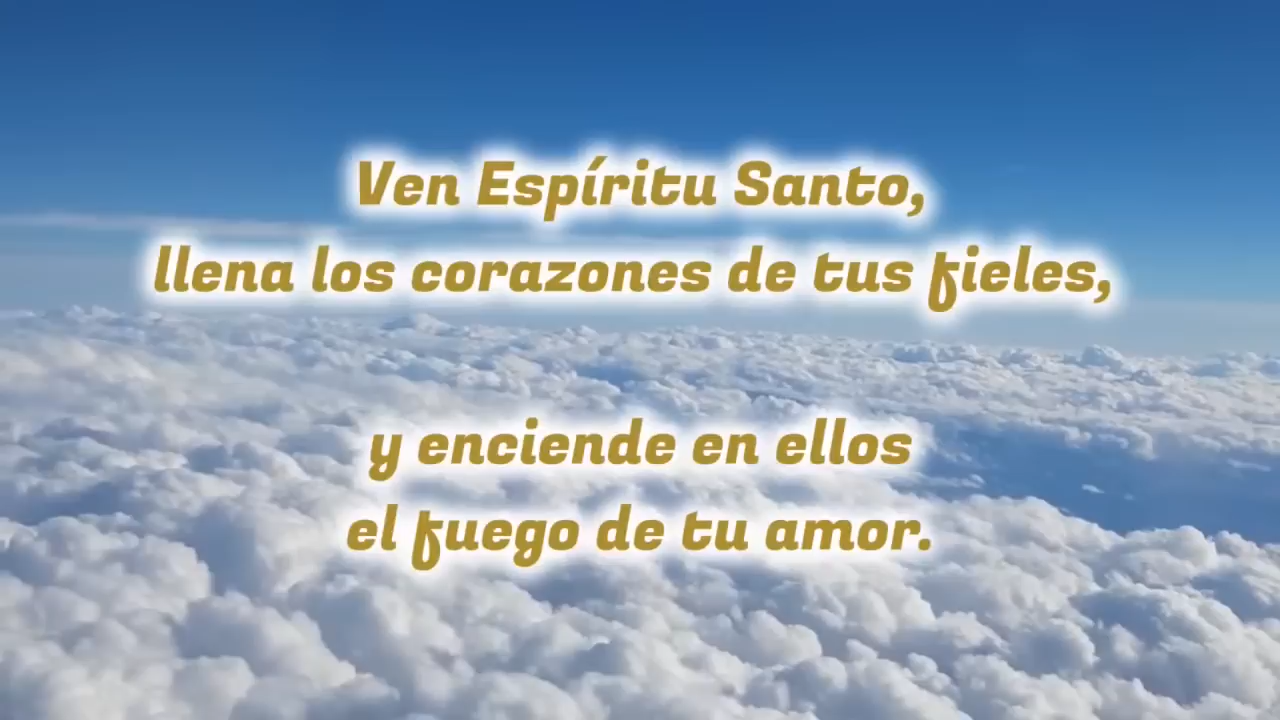 Ven Espíritu Santo,
llena los corazones de tus fieles,
y enciende en ellos
el fuego de tu amor.